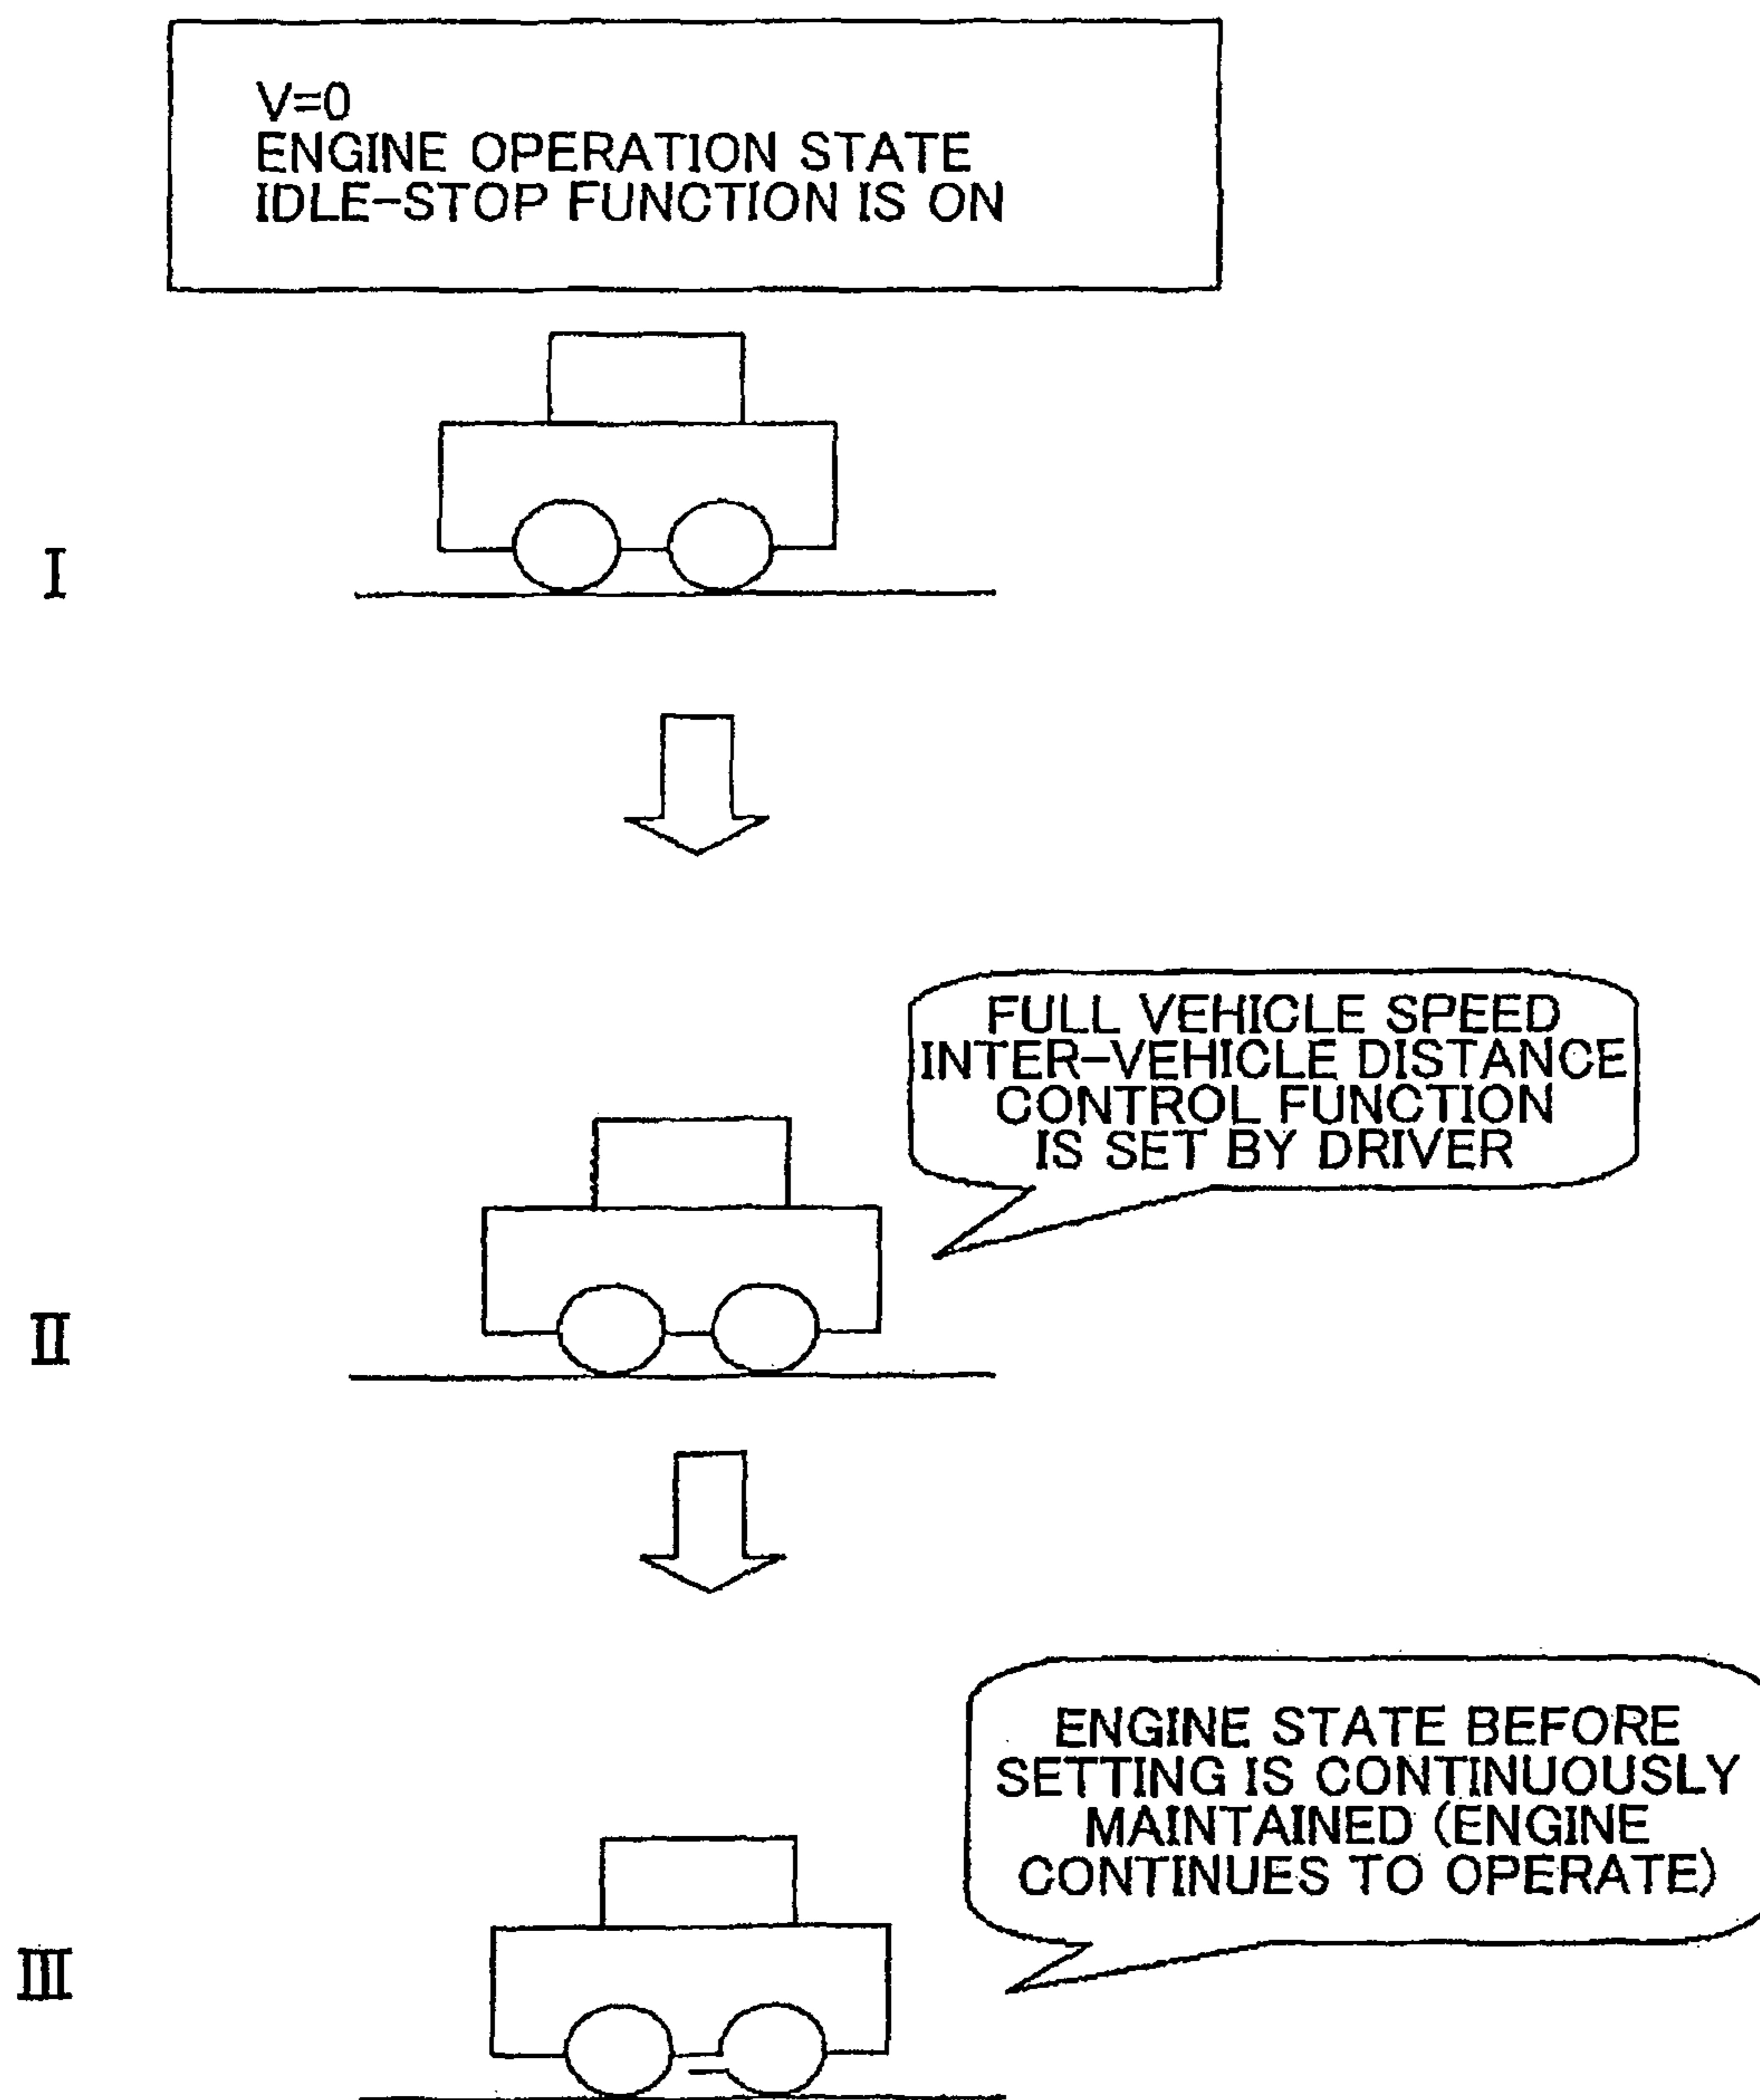 V=0
ENGINE OPERATION STATE
IDLE-STOP FUNCTION IS ON
I
FULL VEHICLE SPEED
INTER-VEHICLE DISTANCE
CONTROL FUNCTION
IS SET BY DRIVER
II
ENGINE STATE BEFORE
SETTING IS CONTINUOUSLY
MAINTAINED (ENGINE
CONTINUES TO OPERATE)
III